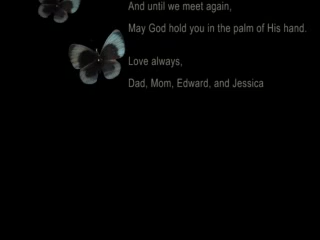 And until we meet again,
May God hold you in the palm of His hand.
Love always,
Dad, Mom, Edward, and Jessica